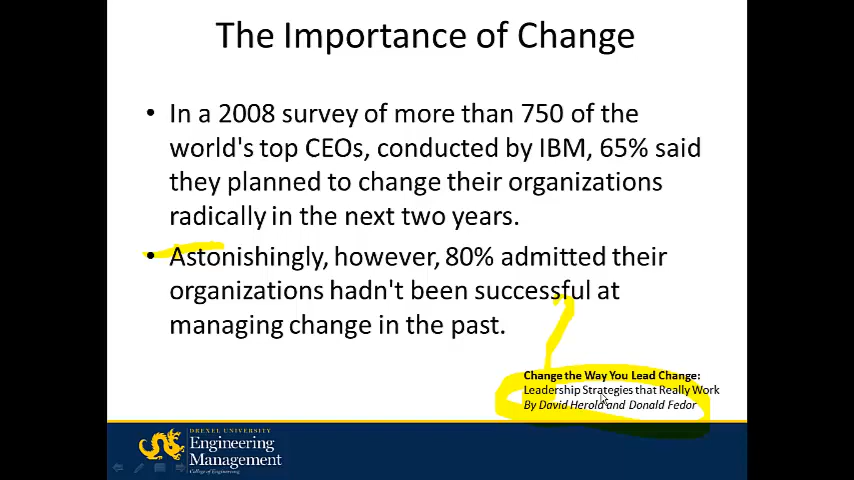 The Importance of Change
• In a 2008 survey of more than 750 of the
world's top CEOs, conducted by IBM, 65% said
they planned to change their organizations
radically in the next two years.
• Astonishingly, however, 80% admitted their
organizations hadn't been successful at
managing change in the past.
Change the Way You Lead Change:
Leadership Strategies that Really Work
By David Herold and Donald Fedor
DREXEL UNIVERSITY
Engineering
Management
College of Engineering